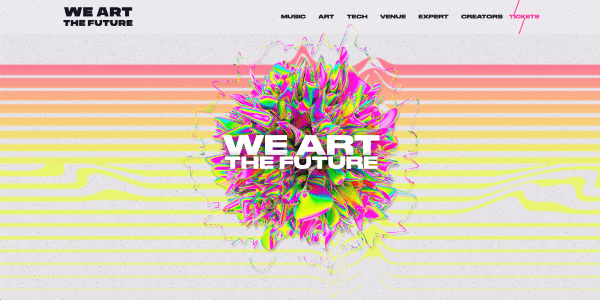 WE ART
THE FUTURE
MUSIC ART TECH VENUE EXPERT CREATORS TICKETS
WE ART
THE FUTURE